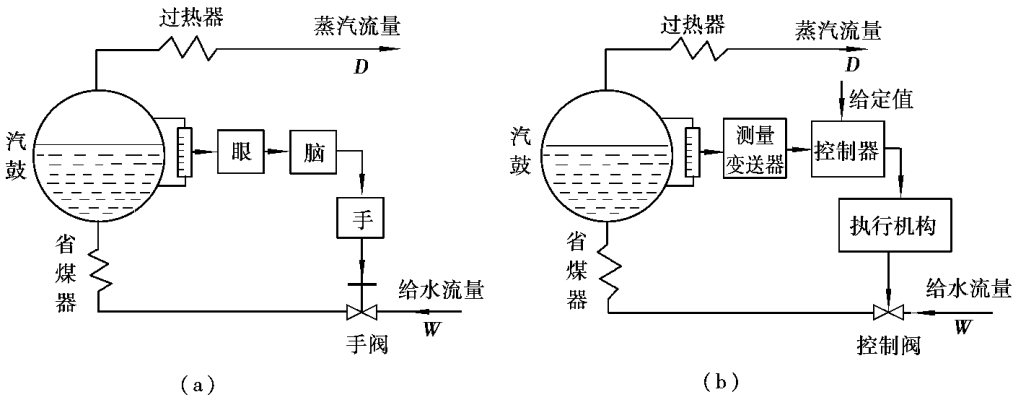 过热器
蒸汽流量
D
汽鼓
眼
脑
手
省煤器
给水流量
W
手阀
(a)
过热器
蒸汽流量
D
给定值
汽鼓
测量
变送器
控制器
执行机构
省煤器
给水流量
W
控制阀
(b)